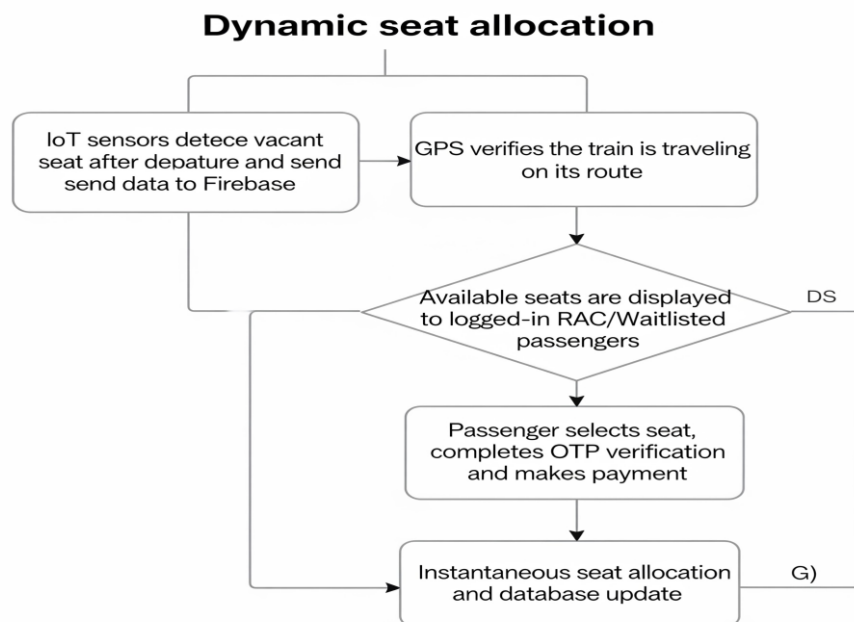 Dynamic seat allocation
IoT sensors detece vacant
seat after depature and send
send data to Firebase
GPS verifies the train is traveling
on its route
Available seats are displayed
to logged-in RAC/Waitlisted
passengers
DS
Passenger selects seat,
completes OTP verification
and makes payment
Instantaneous seat allocation
and database update
G)